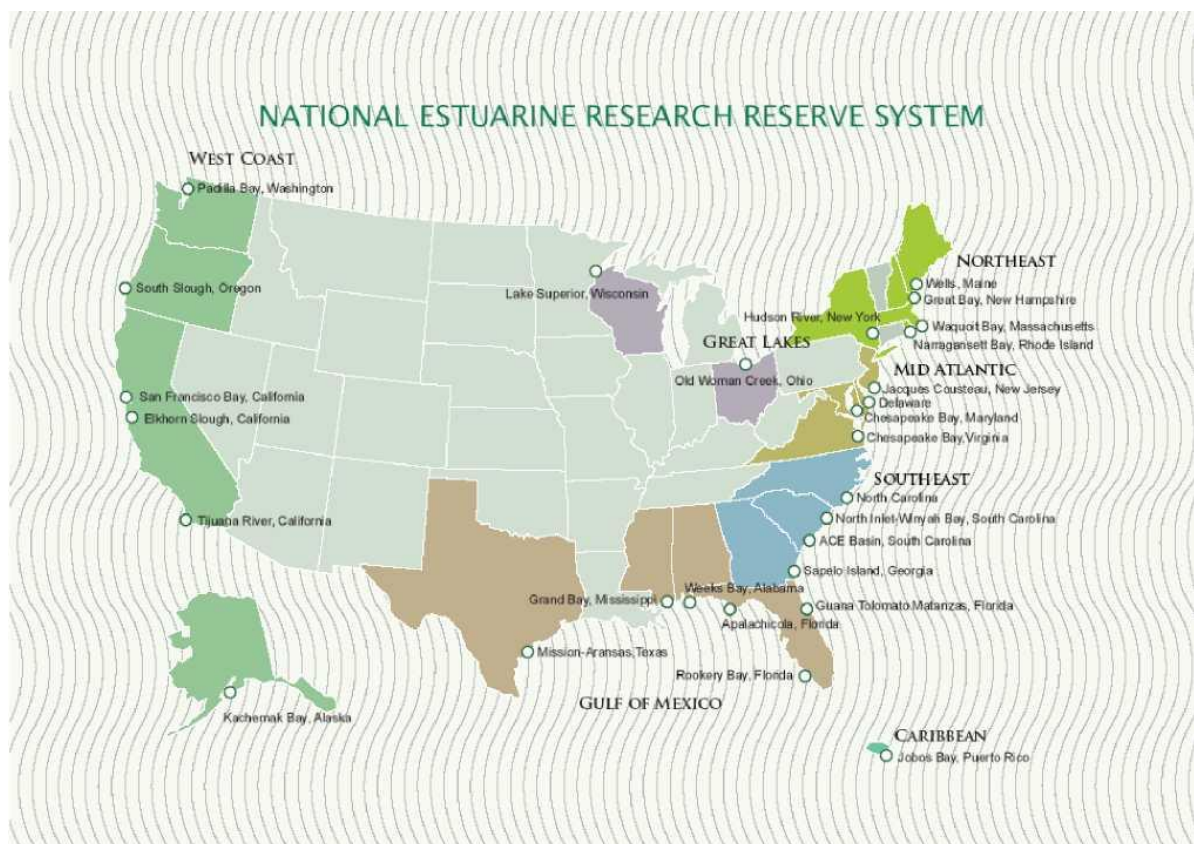 NATIONAL ESTUARINE RESEARCH RESERVE SYSTEM
WEST COAST
Padilla Bay, Washington
South Slough, Oregon
San Francisco Bay, California
Elkhorn Slough, California
Tijuana River, California
Kachemak Bay, Alaska
Lake Superior, Wisconsin
GREAT LAKES
Old Woman Creek, Ohio
NORTHEAST
Wells, Maine
Great Bay, New Hampshire
Hudson River, New York
Waquoit Bay, Massachusetts
Narragansett Bay, Rhode Island
MID ATLANTIC
Jacques Cousteau, New Jersey
Delaware
Chesapeake Bay, Maryland
Chesapeake Bay,Virginia
SOUTHEAST
North Carolina
North Inlet-Winyah Bay, South Carolina
ACE Basin, South Carolina
Sapelo Island, Georgia
Weeks Bay, Alabama
Grand Bay, Mississippi
Guana Tolomato Matanzas, Florida
Apalachicola, Florida
Mission-Aransas,Texas
Rookery Bay, Florida
GULF OF MEXICO
CARIBBEAN
Jobos Bay, Puerto Rico